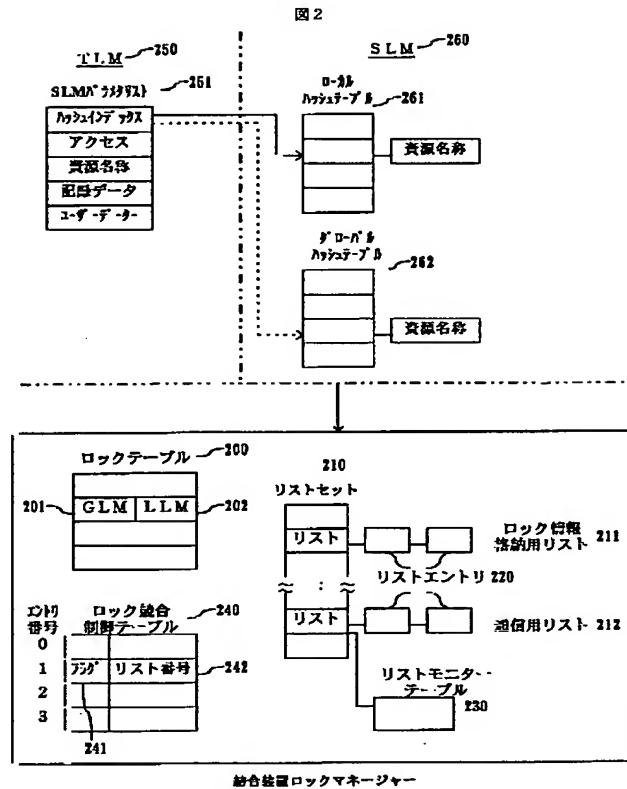 図2
TLM 250
SLM 260
SLMパラメタリスト 251
ハッシュインデックス
アクセス
資源名称
記録データ
ユーザーデーター
ローカル
ハッシュテーブル 261
資源名称
グローバル
ハッシュテーブル 262
資源名称
ロックテーブル 200
201 GLM LLM 202
210
リストセット
リスト
ロック情報
格納用リスト 211
リストエントリ 220
:
リスト
通信用リスト 212
リストモニター
テーブル
230
エントリ
番号
ロック競合
制御テーブル 240
0
1 フラグ リスト番号 242
2
3
241
結合装置ロックマネージャー